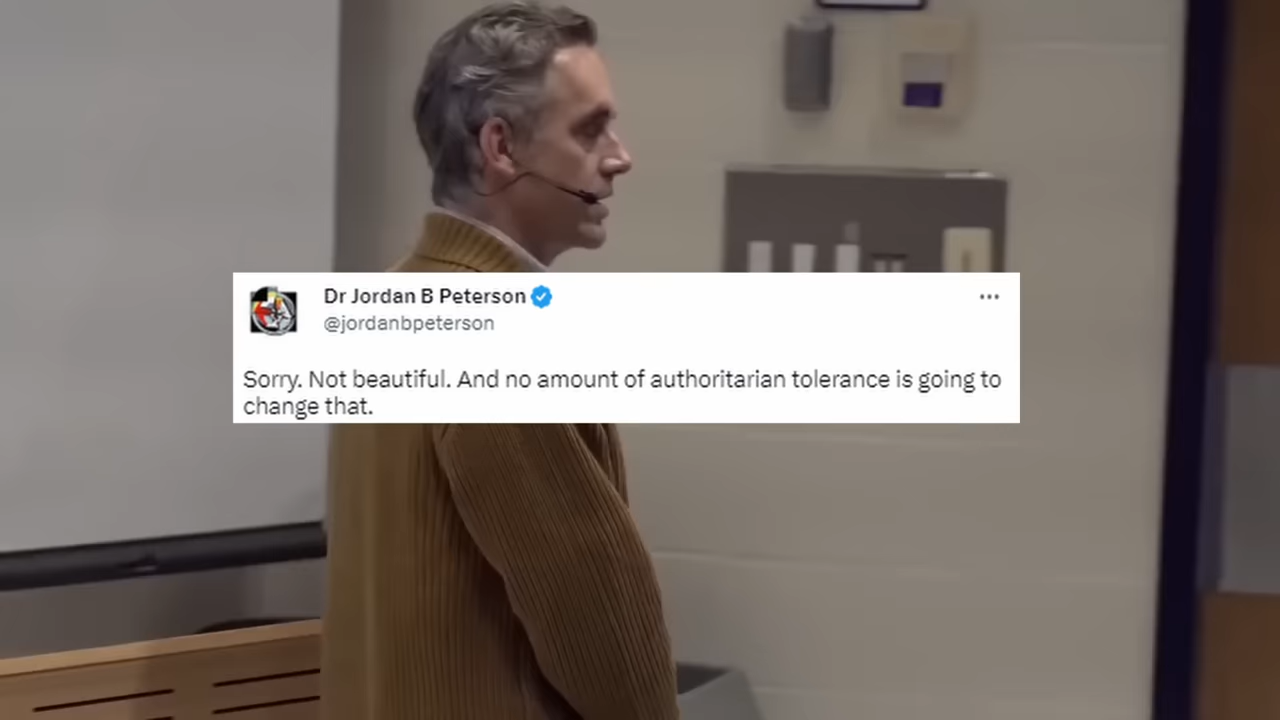 Dr Jordan B Peterson
@jordanbpeterson
Sorry. Not beautiful. And no amount of authoritarian tolerance is going to
change that.